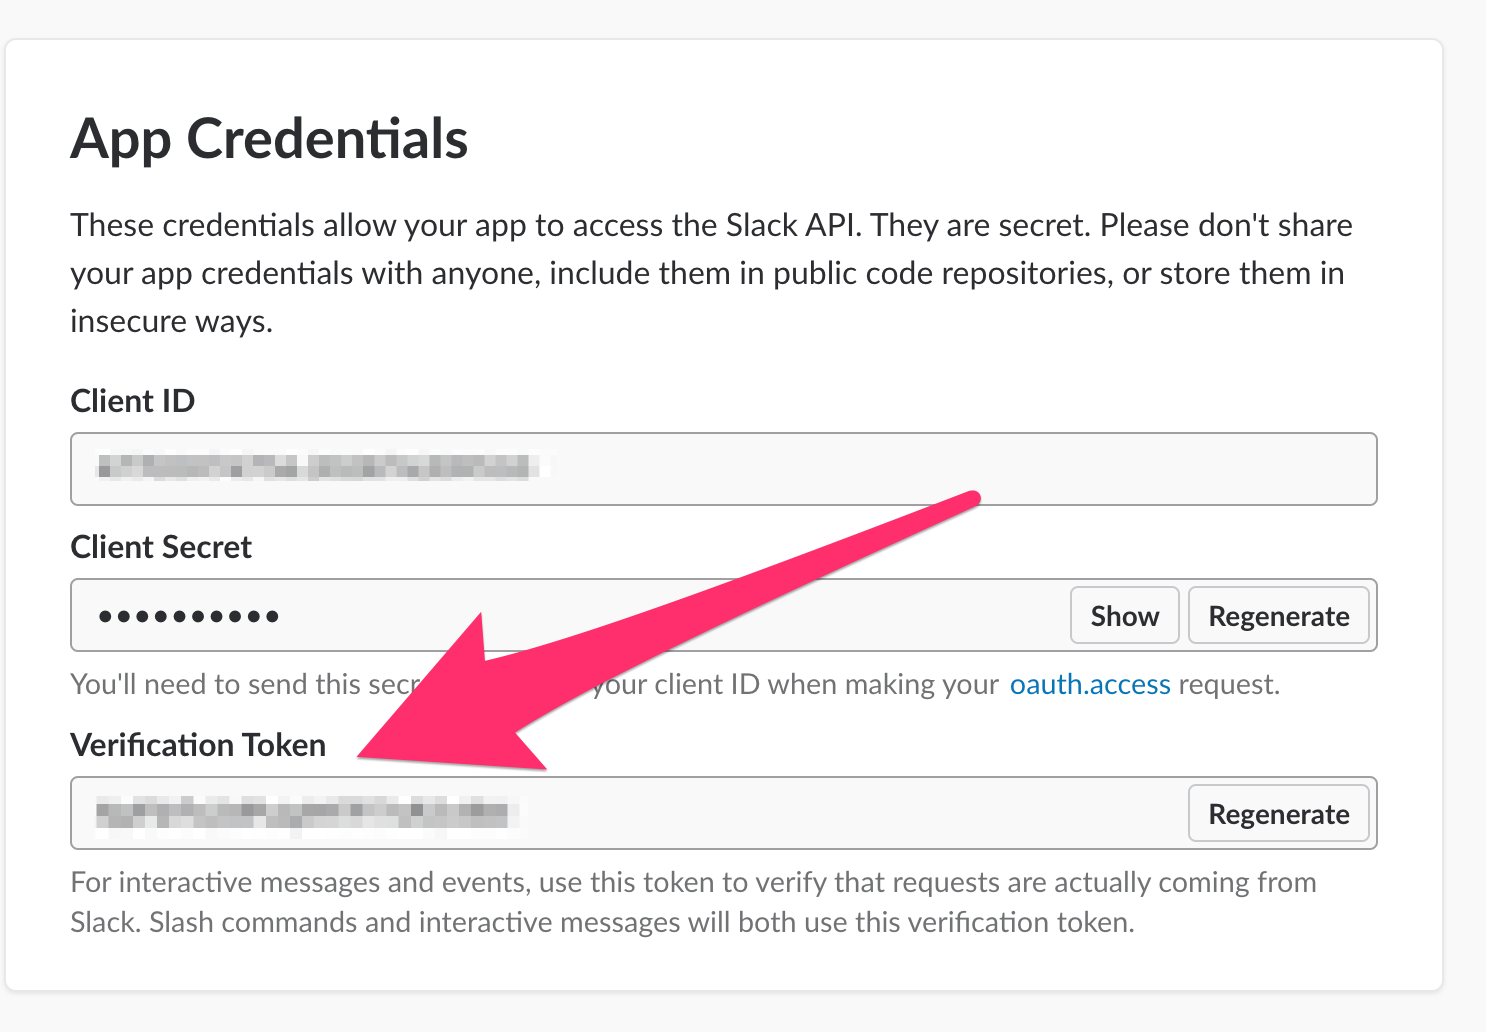 App Credentials
These credentials allow your app to access the Slack API. They are secret. Please don't share
your app credentials with anyone, include them in public code repositories, or store them in
insecure ways.
Client ID
Client Secret
••••••••••
Show
Regenerate
You'll need to send this your client ID when making your oauth.access request.
Verification Token
Regenerate
For interactive messages and events, use this token to verify that requests are actually coming from
Slack. Slash commands and interactive messages will both use this verification token.